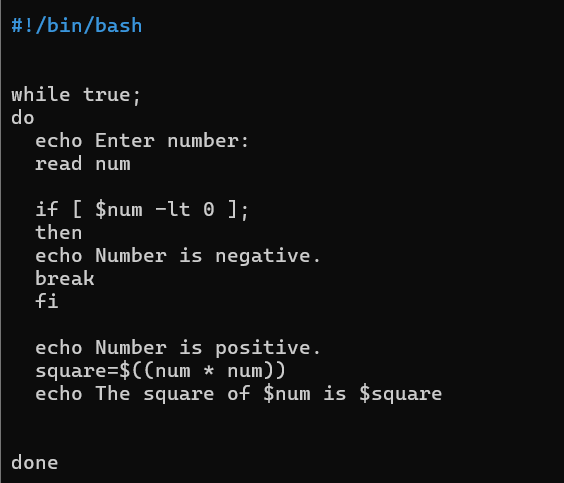 #!/bin/bash
while true;
do
echo Enter number:
read num
if [ $num -lt 0 ];
then
echo Number is negative.
break
fi
echo Number is positive.
square=$((num * num))
echo The square of $num is $square
done